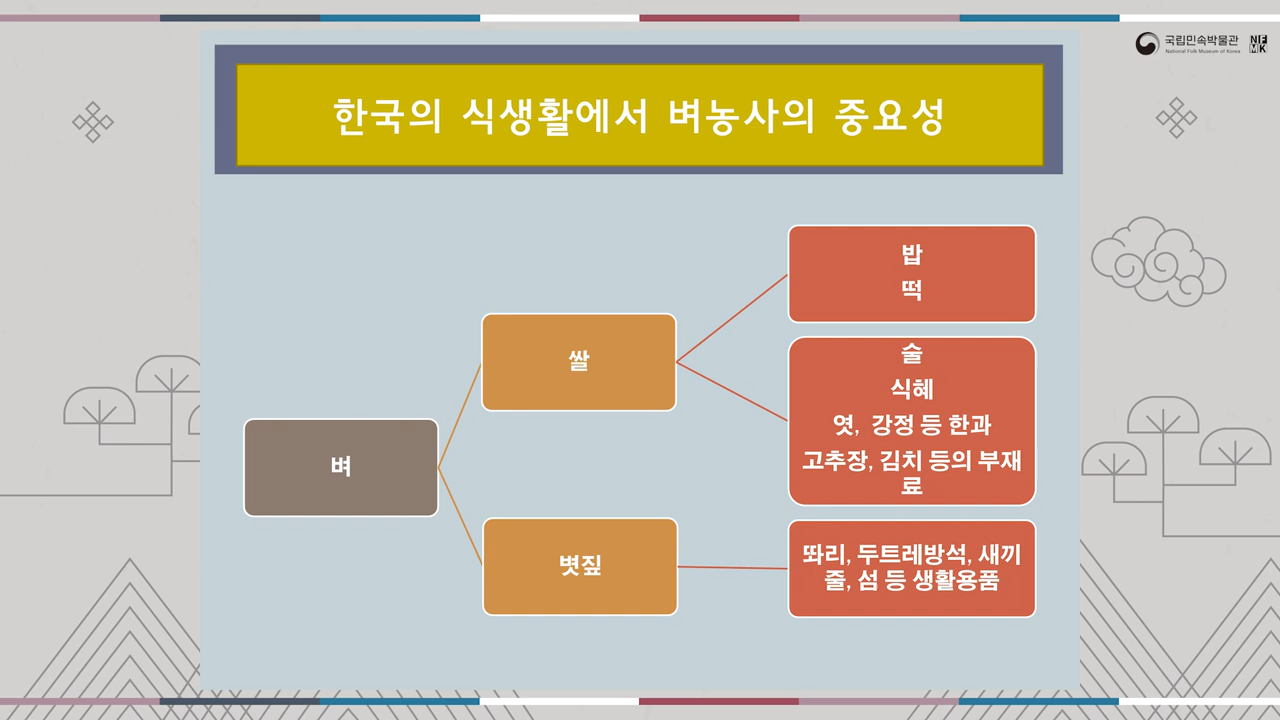 국립민속박물관
National Folk Museum of Korea
NF
MK
한국의 식생활에서 벼농사의 중요성
벼
쌀
볏짚
밥
떡
술
식혜
엿, 강정 등 한과
고추장, 김치 등의 부재
료
똬리, 두트레방석, 새끼
줄, 섬 등 생활용품